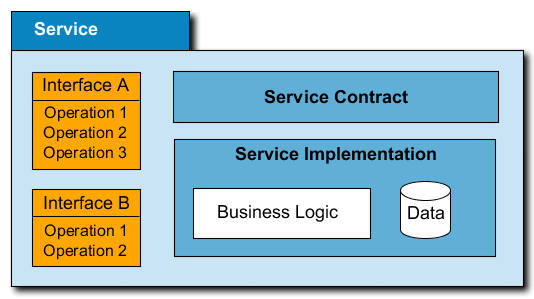 Service
Interface A
Operation 1
Operation 2
Operation 3
Interface B
Operation 1
Operation 2
Service Contract
Service Implementation
Business Logic
Data